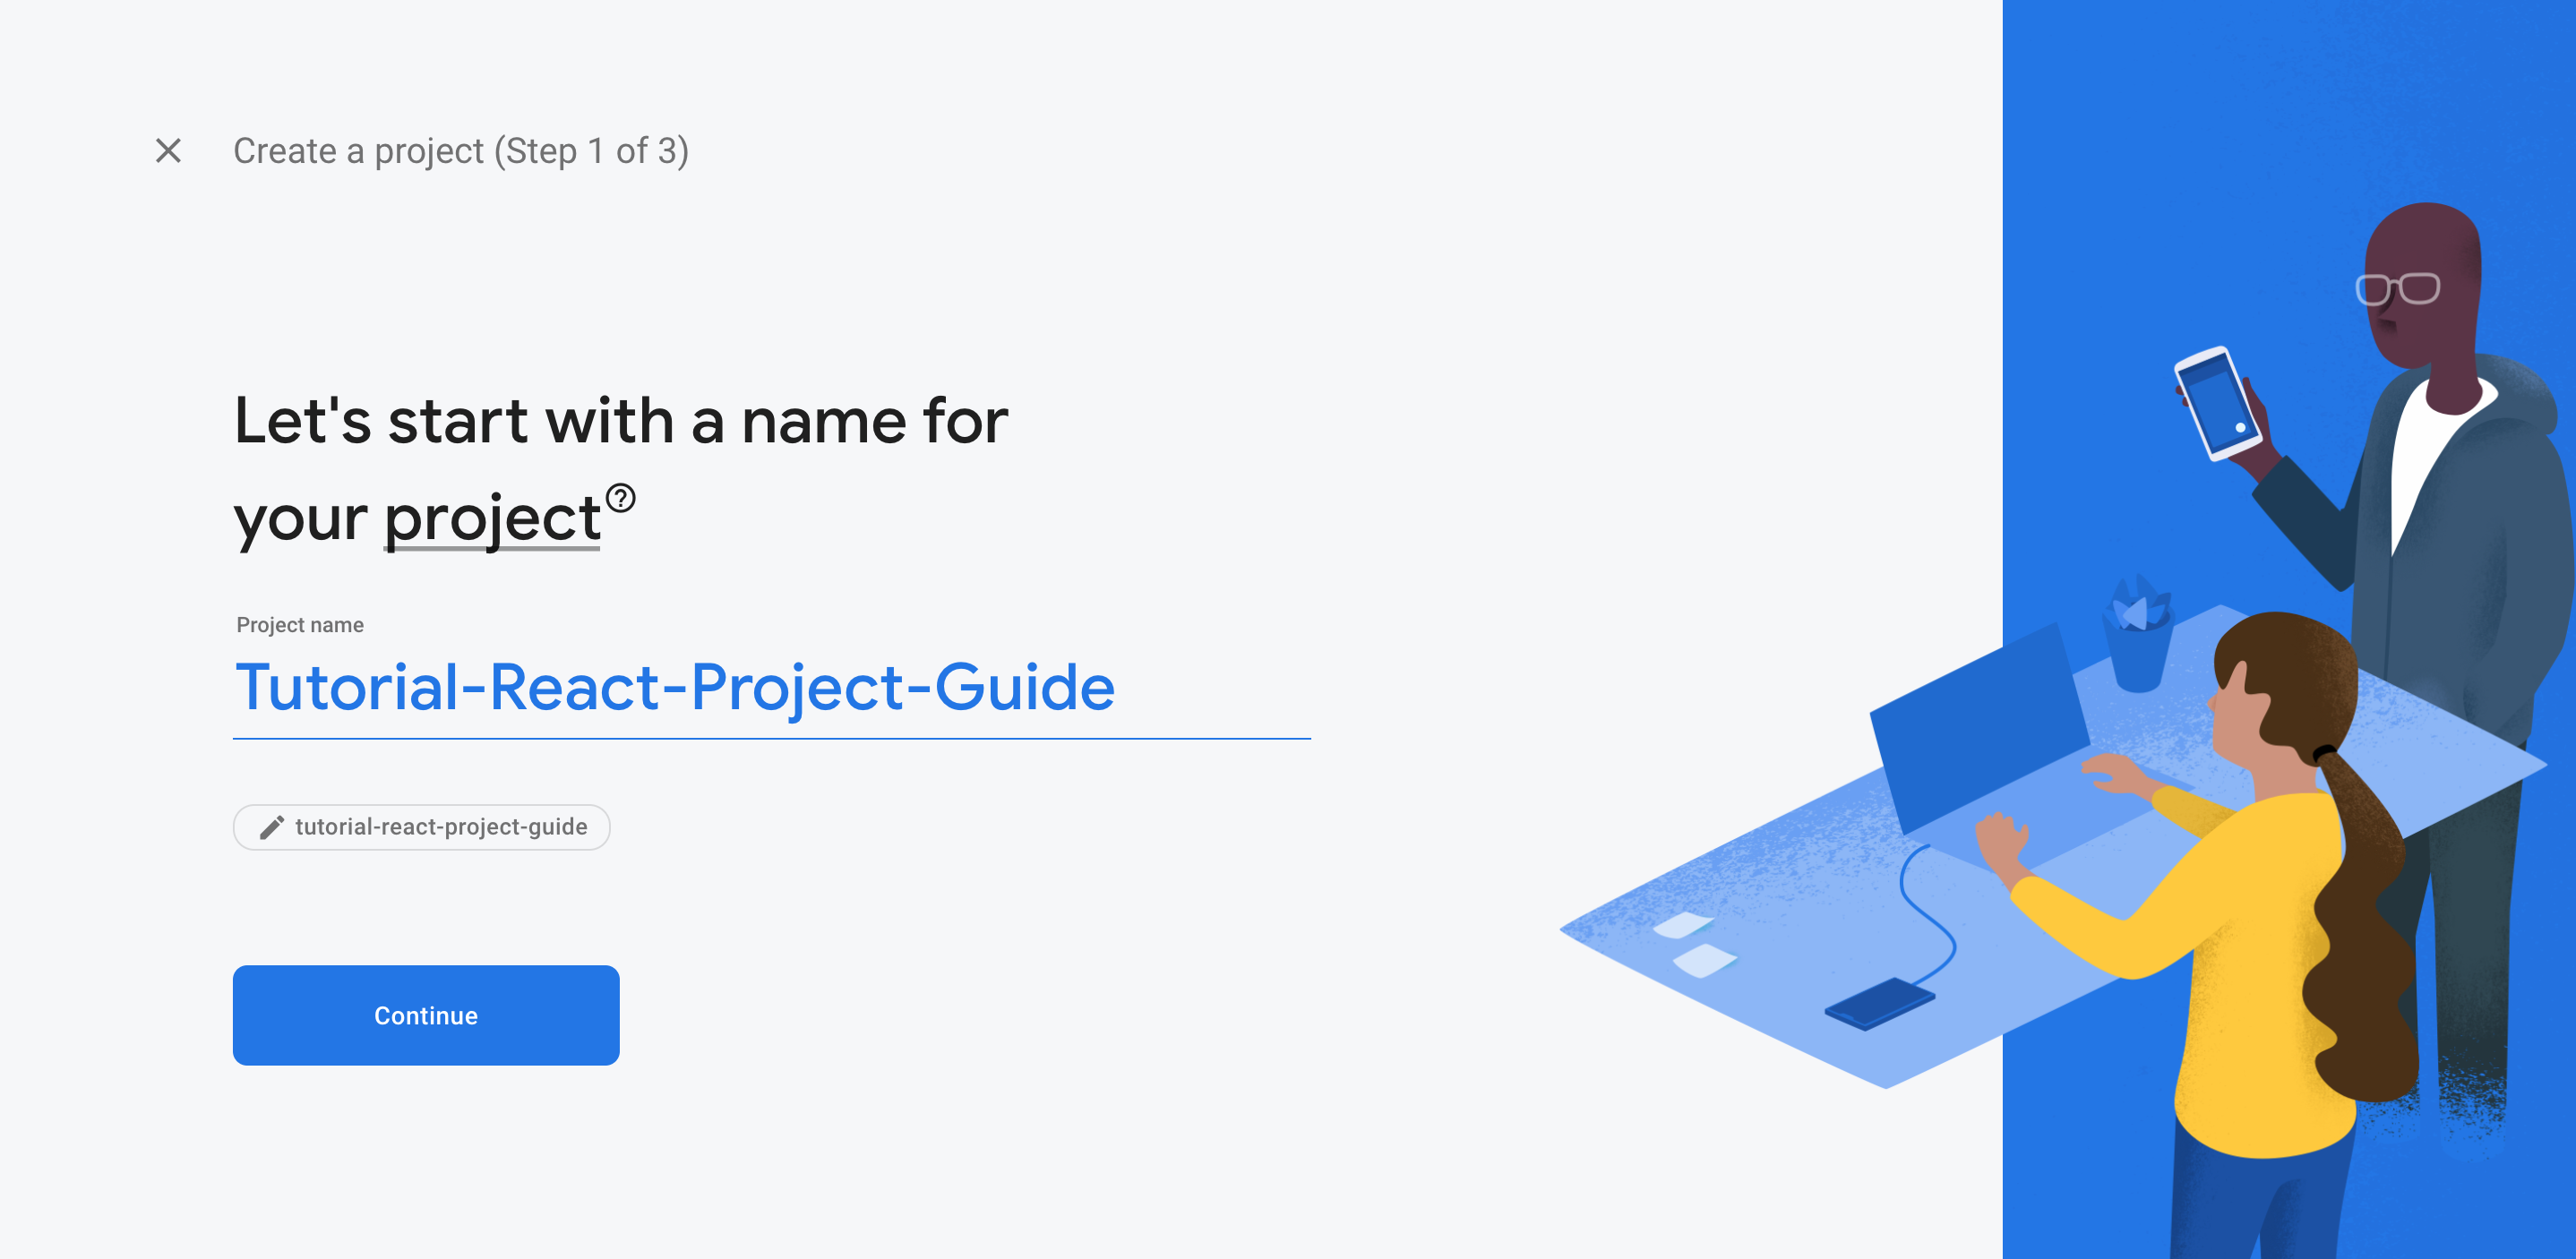 Create a project (Step 1 of 3)
Let's start with a name for
your project
Project name
Tutorial-React-Project-Guide
tutorial-react-project-guide
Continue